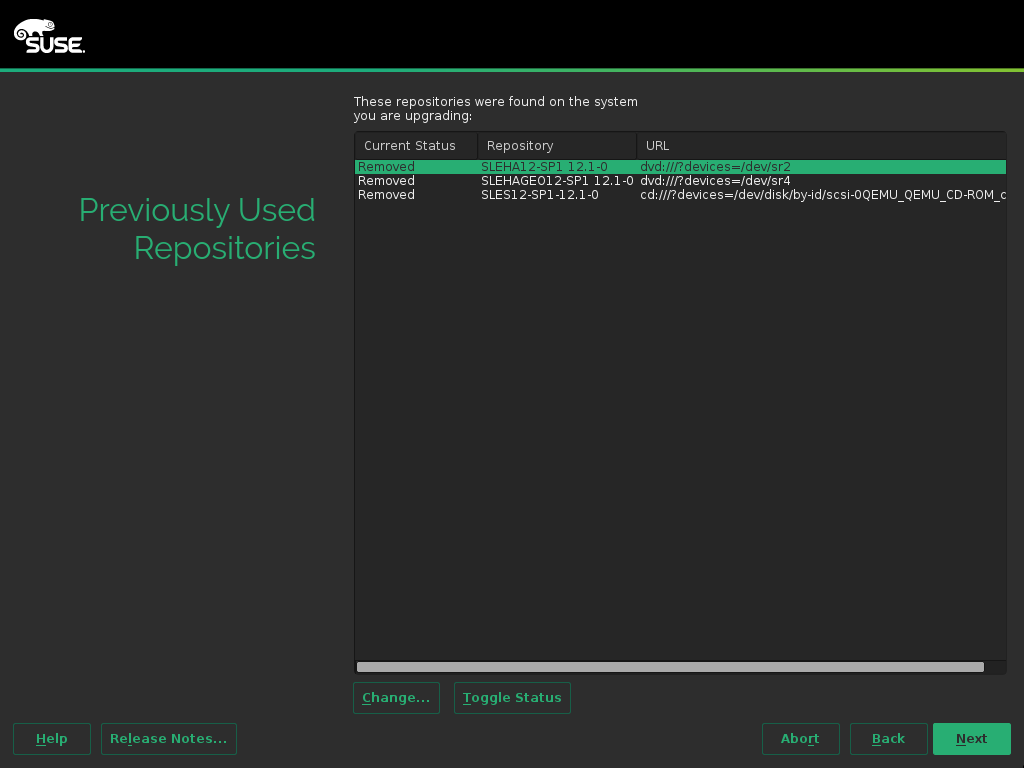 SUSE.
These repositories were found on the system
you are upgrading:
Previously Used
Repositories
Current Status Repository URL
Removed SLEHA12-SP1 12.1-0 dvd:///?devices=/dev/sr2
Removed SLEHAGEO12-SP1 12.1-0 dvd:///?devices=/dev/sr4
Removed SLES12-SP1-12.1-0 cd:///?devices=/dev/disk/by-id/scsi-0QEMU_QEMU_CD-ROM_c
Change... Toggle Status
Help Release Notes... Abort Back Next